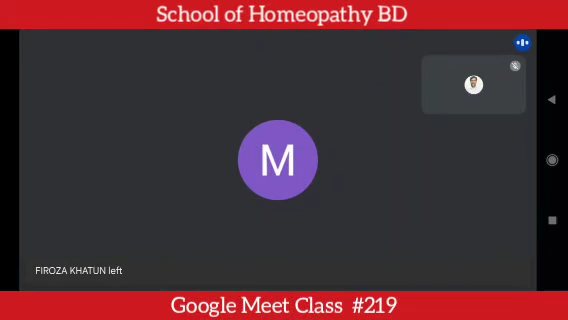 School of Homeopathy BD
M
FIROZA KHATUN left
Google Meet Class #219